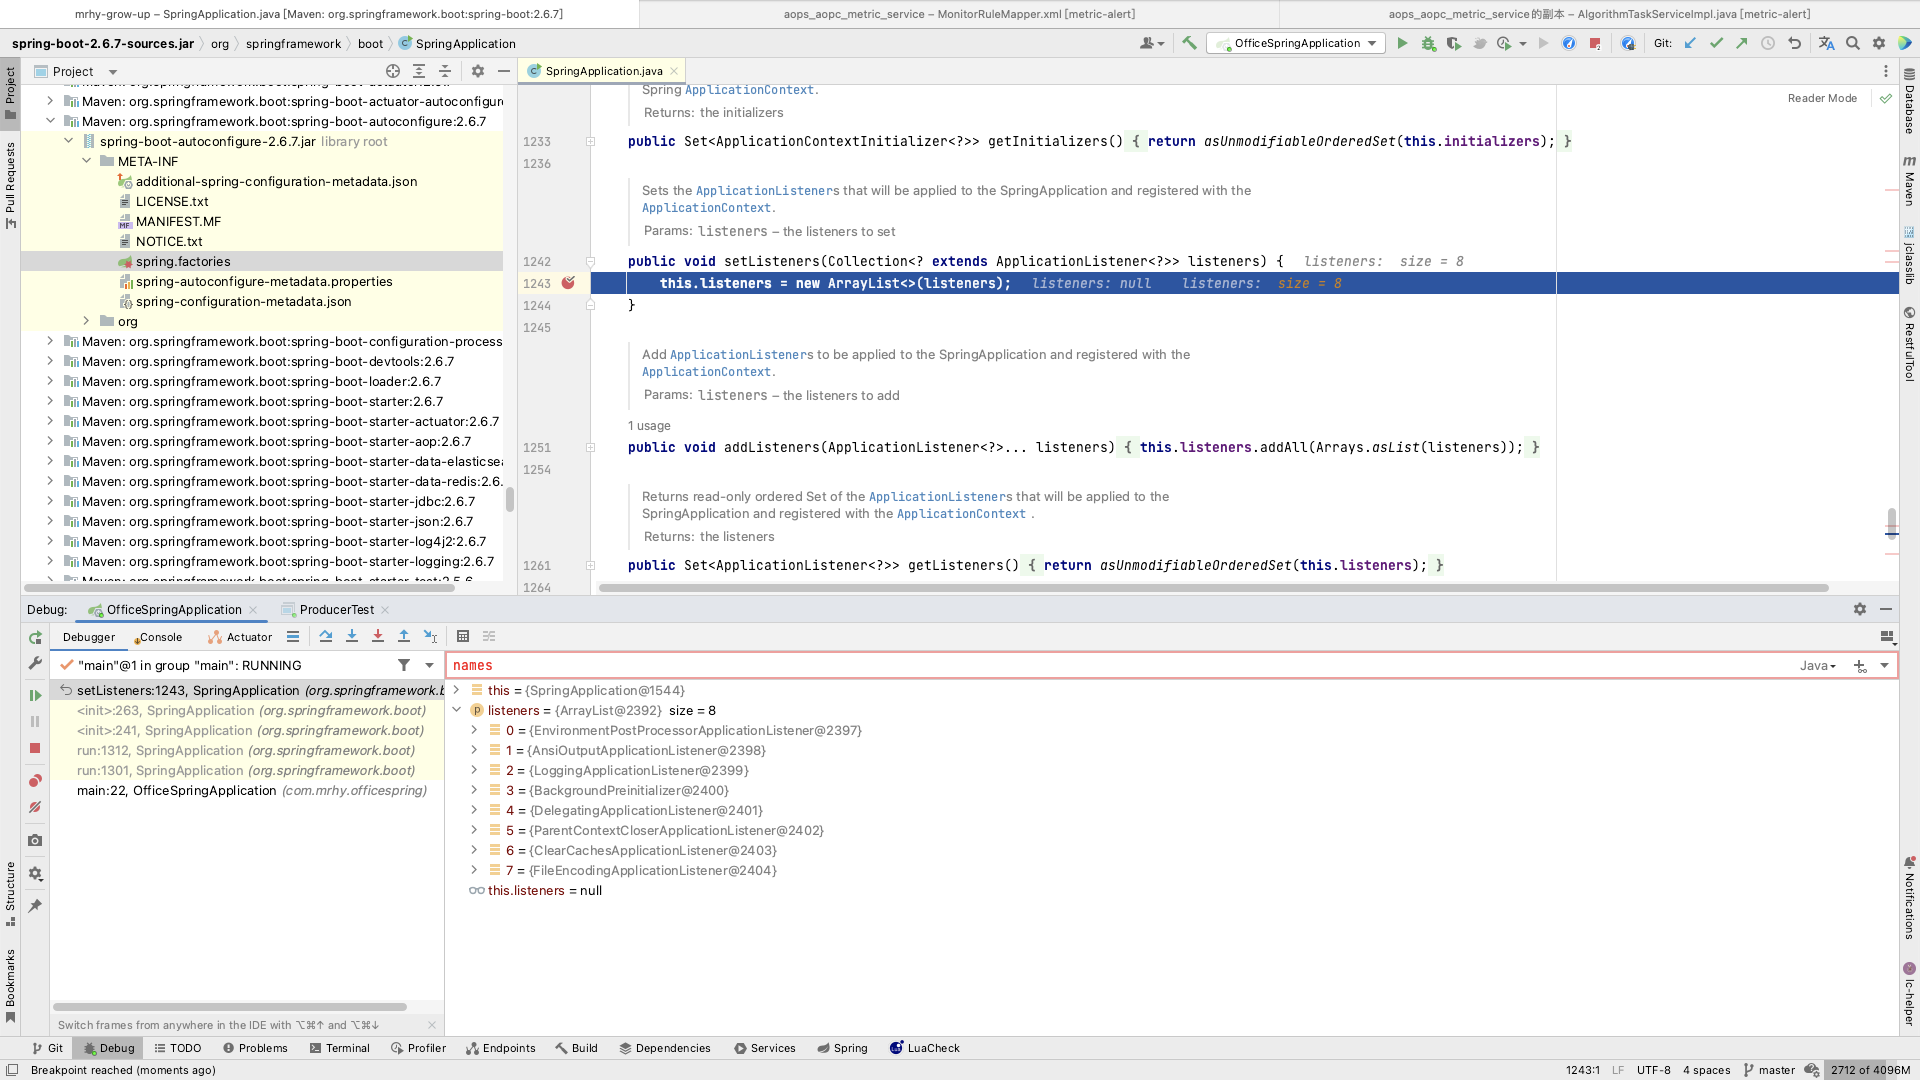 mrhy-grow-up – SpringApplication.java [Maven: org.springframework.boot:spring-boot:2.6.7]
aops_aopc_metric_service – MonitorRuleMapper.xml [metric-alert]
aops_aopc_metric_service的副本 – AlgorithmTaskServiceImpl.java [metric-alert]
spring-boot-2.6.7-sources.jar
org
springframework
boot
SpringApplication
OfficeSpringApplication
Git:
Project
SpringApplication.java
Project
Pull Requests
Structure
Bookmarks
Maven: org.springframework.boot:spring-boot-actuator-autoconfigure
Maven: org.springframework.boot:spring-boot-autoconfigure:2.6.7
spring-boot-autoconfigure-2.6.7.jar library root
META-INF
additional-spring-configuration-metadata.json
LICENSE.txt
MANIFEST.MF
NOTICE.txt
spring.factories
spring-autoconfigure-metadata.properties
spring-configuration-metadata.json
org
Maven: org.springframework.boot:spring-boot-configuration-process
Maven: org.springframework.boot:spring-boot-devtools:2.6.7
Maven: org.springframework.boot:spring-boot-loader:2.6.7
Maven: org.springframework.boot:spring-boot-starter:2.6.7
Maven: org.springframework.boot:spring-boot-starter-actuator:2.6.7
Maven: org.springframework.boot:spring-boot-starter-aop:2.6.7
Maven: org.springframework.boot:spring-boot-starter-data-elasticsea
Maven: org.springframework.boot:spring-boot-starter-data-redis:2.6.
Maven: org.springframework.boot:spring-boot-starter-jdbc:2.6.7
Maven: org.springframework.boot:spring-boot-starter-json:2.6.7
Maven: org.springframework.boot:spring-boot-starter-log4j2:2.6.7
Maven: org.springframework.boot:spring-boot-starter-logging:2.6.7
Spring ApplicationContext.
Returns: the initializers
Reader Mode
1233 public Set<ApplicationContextInitializer<?>> getInitializers() { return asUnmodifiableOrderedSet(this.initializers); }
1236
Sets the ApplicationListeners that will be applied to the SpringApplication and registered with the
ApplicationContext.
Params: listeners – the listeners to set
1242 public void setListeners(Collection<? extends ApplicationListener<?>> listeners) { listeners: size = 8
1243 this.listeners = new ArrayList<>(listeners); listeners: null listeners: size = 8
1244 }
1245
Add ApplicationListeners to be applied to the SpringApplication and registered with the
ApplicationContext.
Params: listeners – the listeners to add
1 usage
1251 public void addListeners(ApplicationListener<?>... listeners) { this.listeners.addAll(Arrays.asList(listeners)); }
1254
Returns read-only ordered Set of the ApplicationListeners that will be applied to the
SpringApplication and registered with the ApplicationContext .
Returns: the listeners
1261 public Set<ApplicationListener<?>> getListeners() { return asUnmodifiableOrderedSet(this.listeners); }
1264
Database
Maven
jclasslib
RestfulTool
Notifications
lc-helper
Debug:
OfficeSpringApplication
ProducerTest
Debugger
Console
Actuator
"main"@1 in group "main": RUNNING
names
Java
setListeners:1243, SpringApplication (org.springframework.b
<init>:263, SpringApplication (org.springframework.boot)
<init>:241, SpringApplication (org.springframework.boot)
run:1312, SpringApplication (org.springframework.boot)
run:1301, SpringApplication (org.springframework.boot)
main:22, OfficeSpringApplication (com.mrhy.officespring)
this = {SpringApplication@1544}
listeners = {ArrayList@2392} size = 8
0 = {EnvironmentPostProcessorApplicationListener@2397}
1 = {AnsiOutputApplicationListener@2398}
2 = {LoggingApplicationListener@2399}
3 = {BackgroundPreinitializer@2400}
4 = {DelegatingApplicationListener@2401}
5 = {ParentContextCloserApplicationListener@2402}
6 = {ClearCachesApplicationListener@2403}
7 = {FileEncodingApplicationListener@2404}
this.listeners = null
Switch frames from anywhere in the IDE with ⌥⌘↑ and ⌥⌘↓
Git
Debug
TODO
Problems
Terminal
Profiler
Endpoints
Build
Dependencies
Services
Spring
LuaCheck
Breakpoint reached (moments ago)
1243:1
LF
UTF-8
4 spaces
master
2712 of 4096M